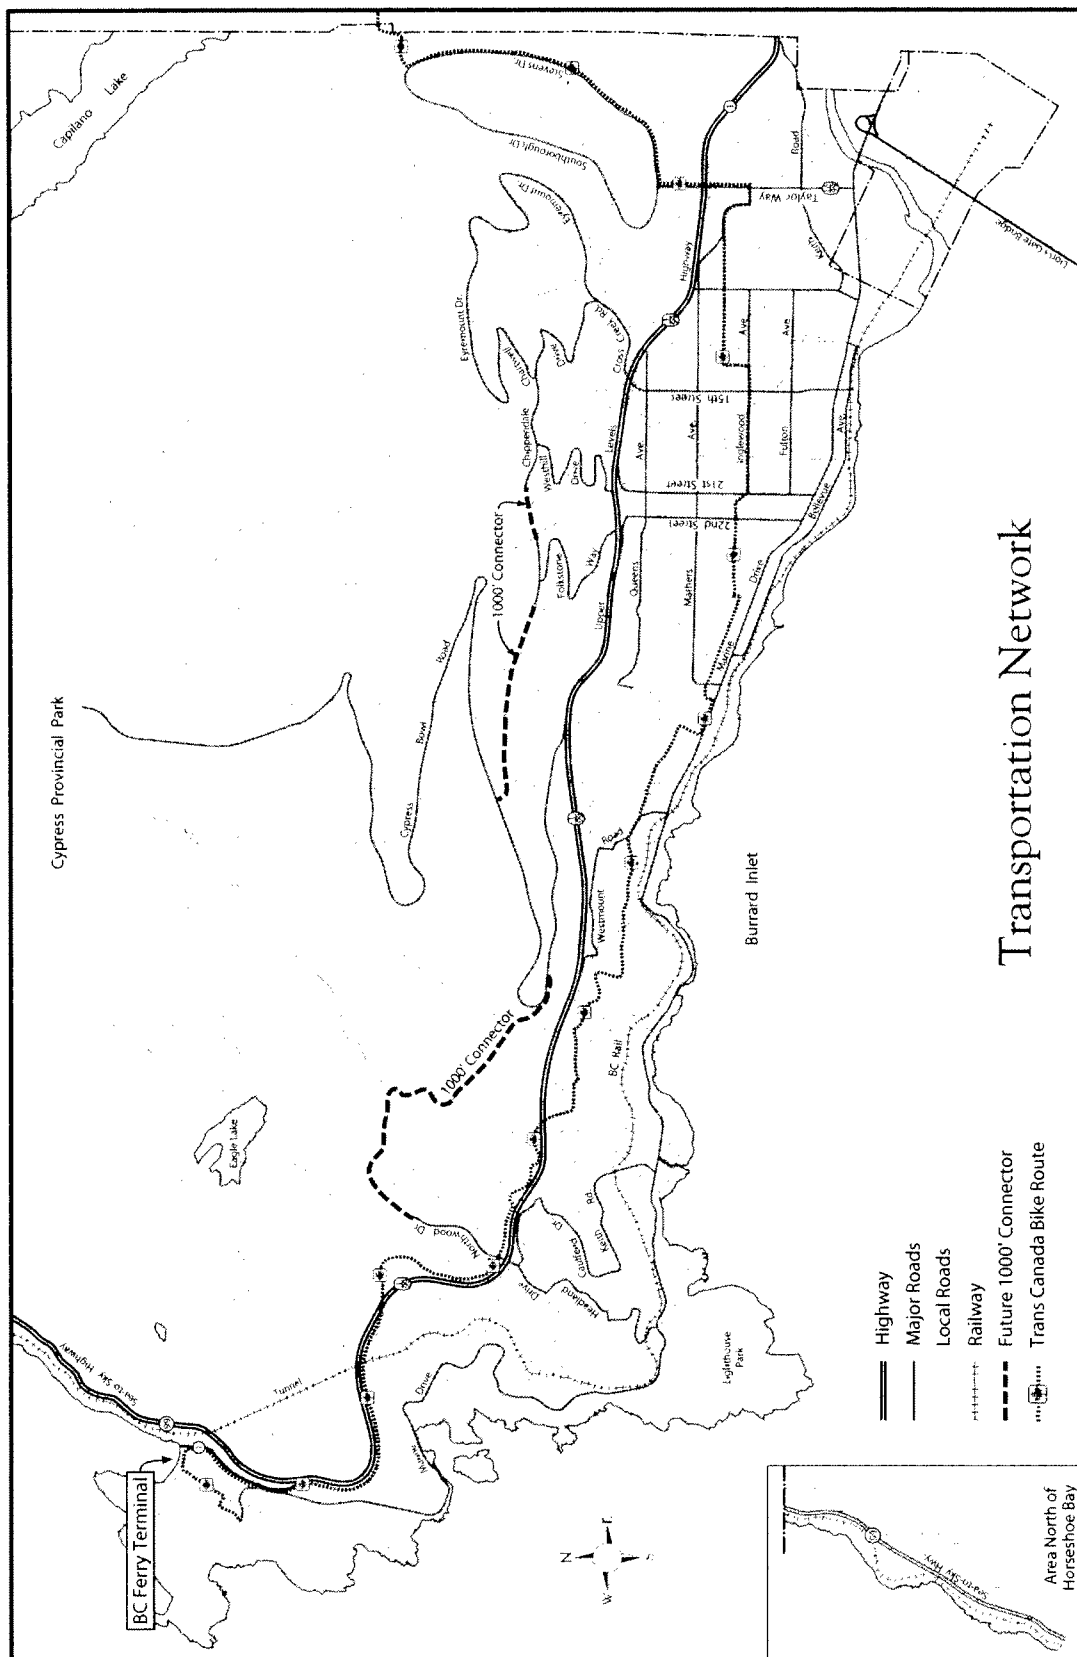 Cypress Provincial Park
Capilano Lake
Eagle Lake
BC Ferry Terminal
Sea-to-Sky Highway
Tunnel
1000' Connector
1000' Connector
Cypress Bowl Road
Eyremount Dr.
Eyremount Dr.
Southborough Dr
Stevens Dr.
Chartwell Drive
Cross Creek Rd.
Chippendale
Westhill Drive
Folkstone Way
Upper Levels Highway
Northwood Dr
Headland Drive
Caulfeild Dr
Keith Rd.
Westmount Road
BC Rail
Queens Ave
Mathers Ave
Inglewood Ave
Fulton Ave
15th Street
21st Street
22nd Street
Taylor Way
Keith Road
Marine Drive
Bellevue Ave
Marine Drive
Lions Gate Bridge
Lighthouse
Park
Burrard Inlet
N
W
E
S
Transportation Network
Highway
Major Roads
Local Roads
Railway
Future 1000' Connector
Trans Canada Bike Route
Sea-to-Sky Hwy.
Area North of
Horseshoe Bay